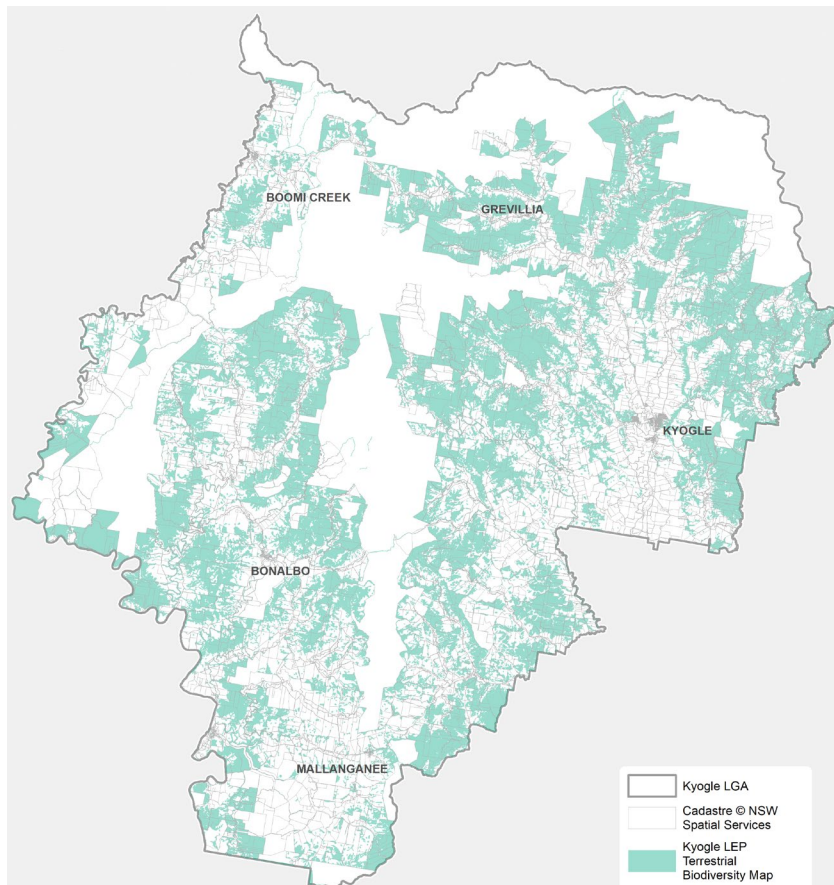 BOOMI CREEK
GREVILLIA
KYOGLE
BONALBO
MALLANGANEE
Kyogle LGA
Cadastre © NSW
Spatial Services
Kyogle LEP
Terrestrial
Biodiversity Map